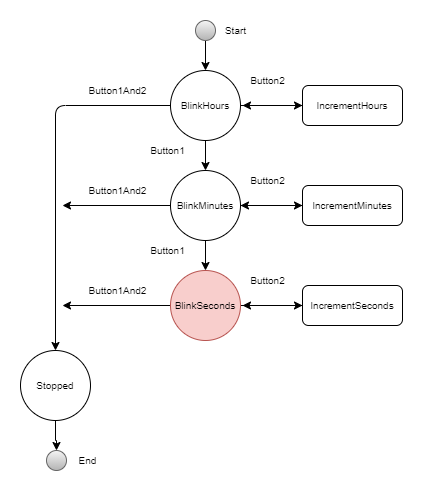 Start
Button1And2
Button2
BlinkHours
IncrementHours
Button1
Button1And2
Button2
BlinkMinutes
IncrementMinutes
Button1
Button1And2
Button2
BlinkSeconds
IncrementSeconds
Stopped
End